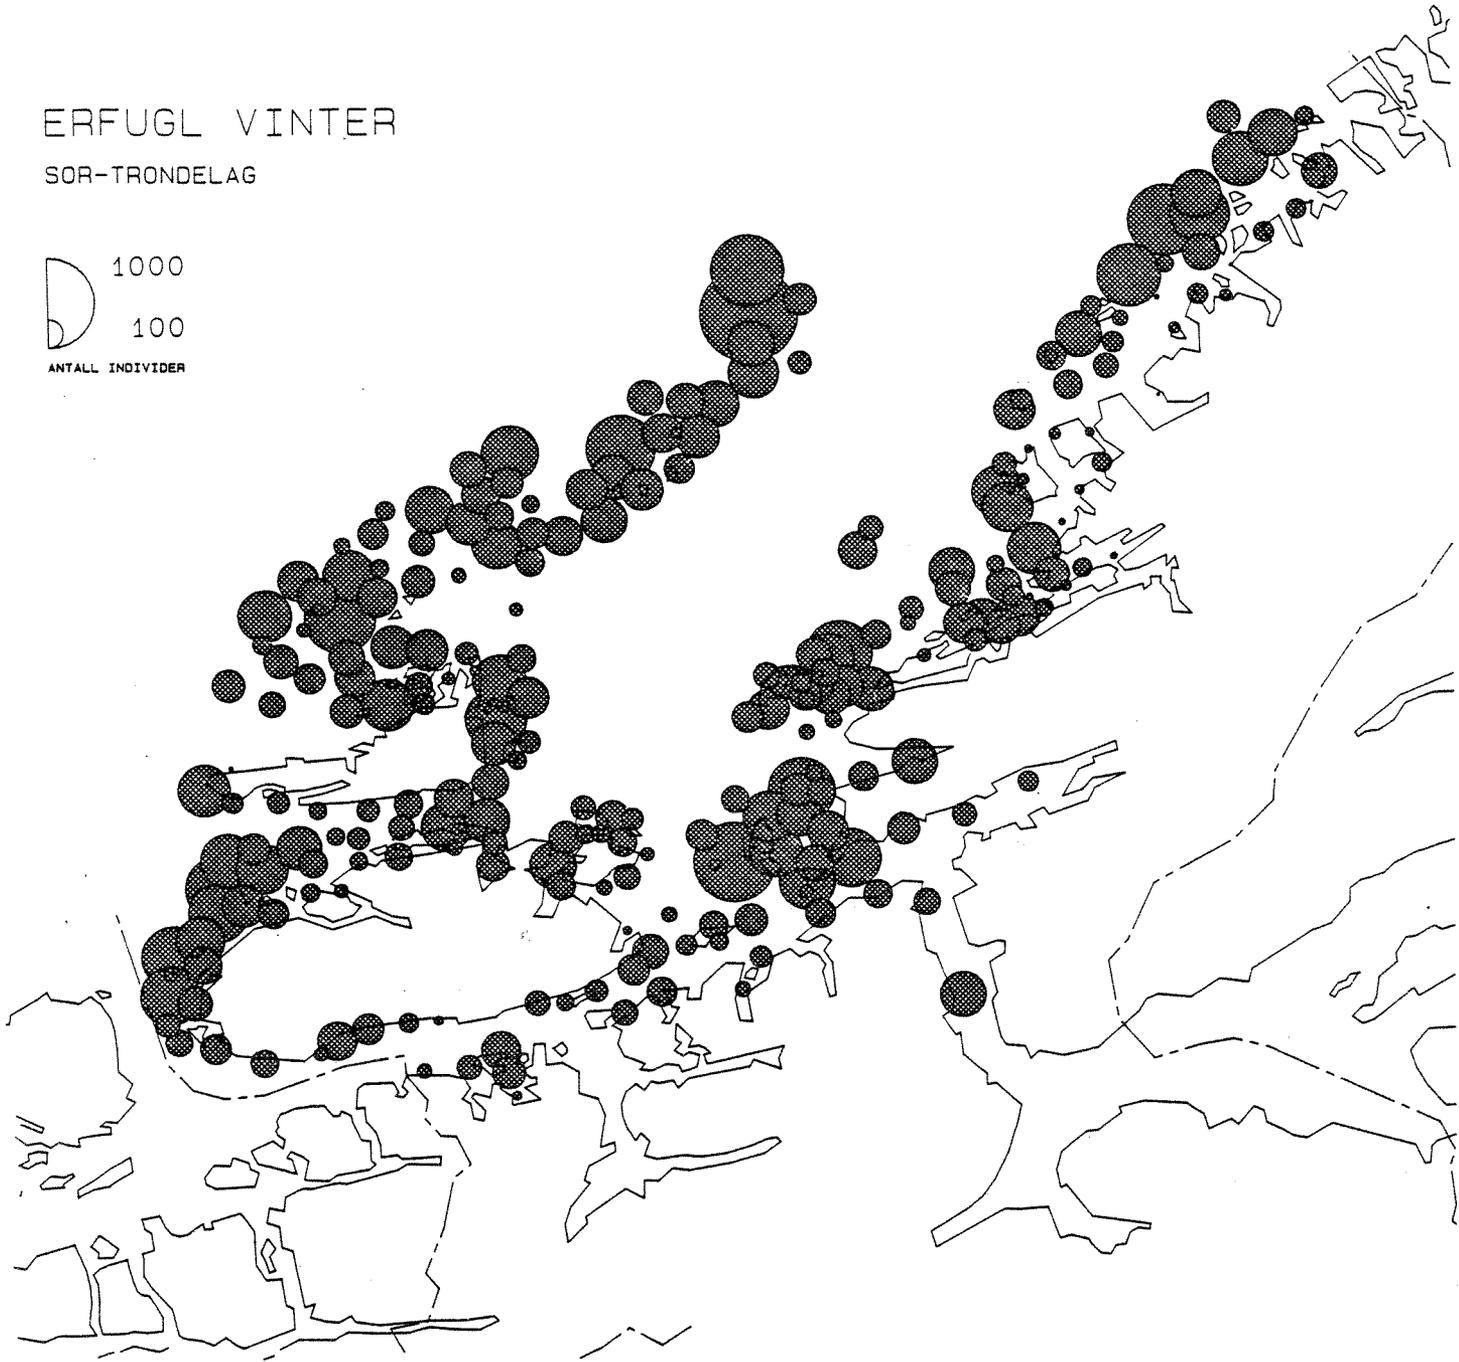 ERFUGL VINTER
SOR-TRONDELAG
1000
100
ANTALL INDIVIDER